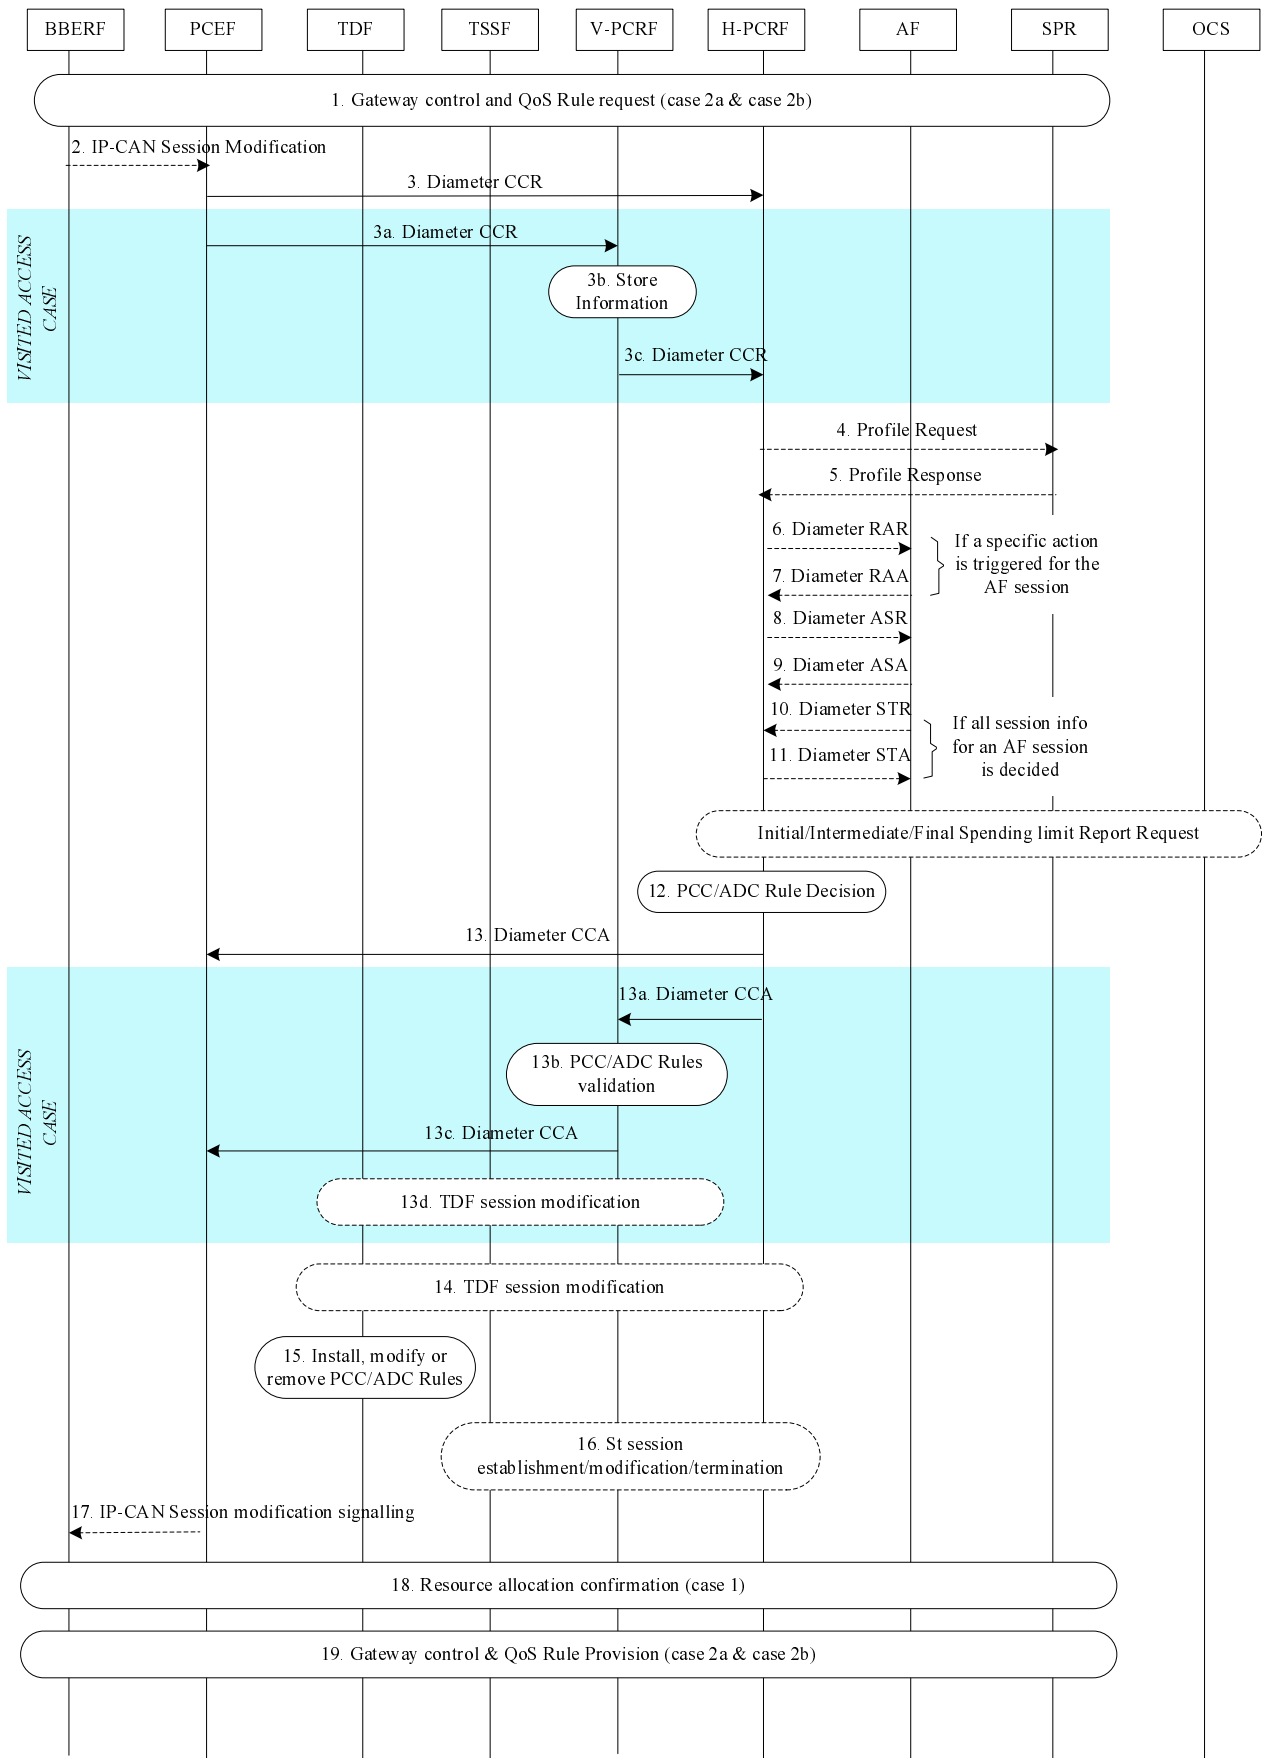 BBERF
PCEF
TDF
TSSF
V-PCRF
H-PCRF
AF
SPR
OCS
1. Gateway control and QoS Rule request (case 2a & case 2b)
2. IP-CAN Session Modification
3. Diameter CCR
VISITED ACCESS
CASE
3a. Diameter CCR
3b. Store
Information
3c. Diameter CCR
4. Profile Request
5. Profile Response
6. Diameter RAR
7. Diameter RAA
If a specific action
is triggered for the
AF session
8. Diameter ASR
9. Diameter ASA
10. Diameter STR
11. Diameter STA
If all session info
for an AF session
is decided
Initial/Intermediate/Final Spending limit Report Request
12. PCC/ADC Rule Decision
13. Diameter CCA
VISITED ACCESS
CASE
13a. Diameter CCA
13b. PCC/ADC Rules
validation
13c. Diameter CCA
13d. TDF session modification
14. TDF session modification
15. Install, modify or
remove PCC/ADC Rules
16. St session
establishment/modification/termination
17. IP-CAN Session modification signalling
18. Resource allocation confirmation (case 1)
19. Gateway control & QoS Rule Provision (case 2a & case 2b)